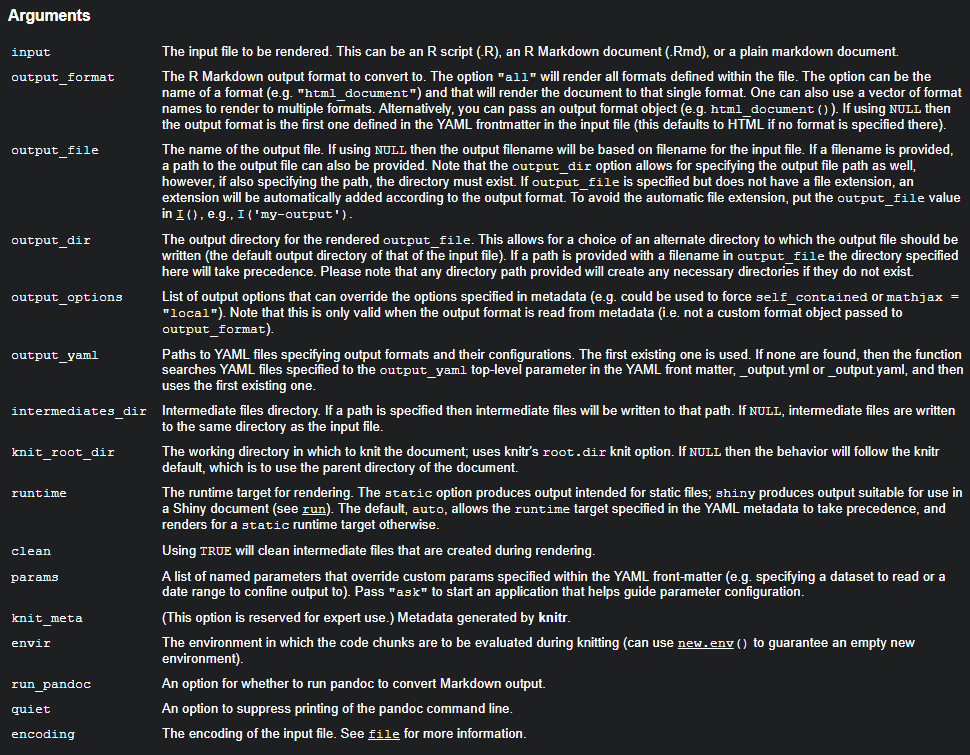 Arguments
input The input file to be rendered. This can be an R script (.R), an R Markdown document (.Rmd), or a plain markdown document.
output_format The R Markdown output format to convert to. The option "all" will render all formats defined within the file. The option can be the
name of a format (e.g. "html_document") and that will render the document to that single format. One can also use a vector of format
names to render to multiple formats. Alternatively, you can pass an output format object (e.g. html_document()). If using NULL then
the output format is the first one defined in the YAML frontmatter in the input file (this defaults to HTML if no format is specified there).
output_file The name of the output file. If using NULL then the output filename will be based on filename for the input file. If a filename is provided,
a path to the output file can also be provided. Note that the output_dir option allows for specifying the output file path as well,
however, if also specifying the path, the directory must exist. If output_file is specified but does not have a file extension, an
extension will be automatically added according to the output format. To avoid the automatic file extension, put the output_file value
in I(), e.g., I('my-output').
output_dir The output directory for the rendered output_file. This allows for a choice of an alternate directory to which the output file should be
written (the default output directory of that of the input file). If a path is provided with a filename in output_file the directory specified
here will take precedence. Please note that any directory path provided will create any necessary directories if they do not exist.
output_options List of output options that can override the options specified in metadata (e.g. could be used to force self_contained or mathjax =
"local"). Note that this is only valid when the output format is read from metadata (i.e. not a custom format object passed to
output_format).
output_yaml Paths to YAML files specifying output formats and their configurations. The first existing one is used. If none are found, then the function
searches YAML files specified to the output_yaml top-level parameter in the YAML front matter, _output.yml or _output.yaml, and then
uses the first existing one.
intermediates_dir Intermediate files directory. If a path is specified then intermediate files will be written to that path. If NULL, intermediate files are written
to the same directory as the input file.
knit_root_dir The working directory in which to knit the document; uses knitr's root.dir knit option. If NULL then the behavior will follow the knitr
default, which is to use the parent directory of the document.
runtime The runtime target for rendering. The static option produces output intended for static files; shiny produces output suitable for use in
a Shiny document (see run). The default, auto, allows the runtime target specified in the YAML metadata to take precedence, and
renders for a static runtime target otherwise.
clean Using TRUE will clean intermediate files that are created during rendering.
params A list of named parameters that override custom params specified within the YAML front-matter (e.g. specifying a dataset to read or a
date range to confine output to). Pass "ask" to start an application that helps guide parameter configuration.
knit_meta (This option is reserved for expert use.) Metadata generated by knitr.
envir The environment in which the code chunks are to be evaluated during knitting (can use new.env() to guarantee an empty new
environment).
run_pandoc An option for whether to run pandoc to convert Markdown output.
quiet An option to suppress printing of the pandoc command line.
encoding The encoding of the input file. See file for more information.